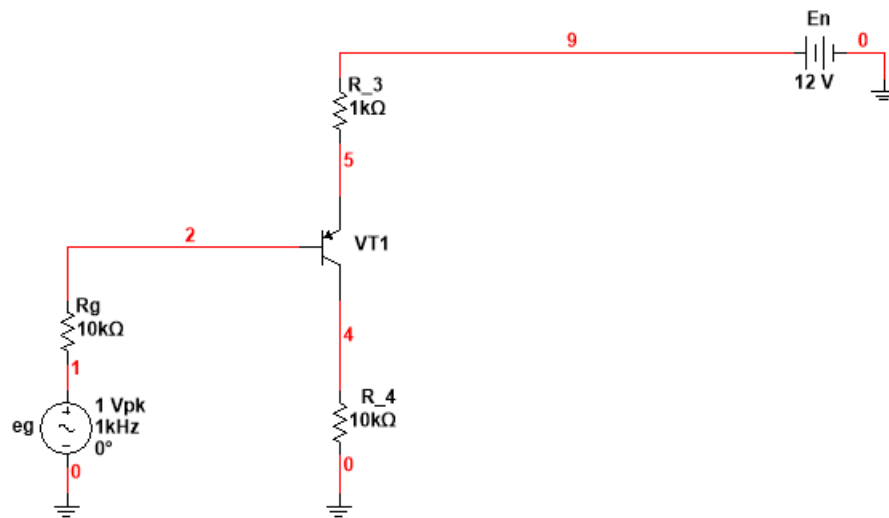 En
9
0
12 V
R_3
1kΩ
5
2
VT1
Rg
10kΩ
4
1
R_4
10kΩ
1 Vpk
eg
1kHz
0°
0
0